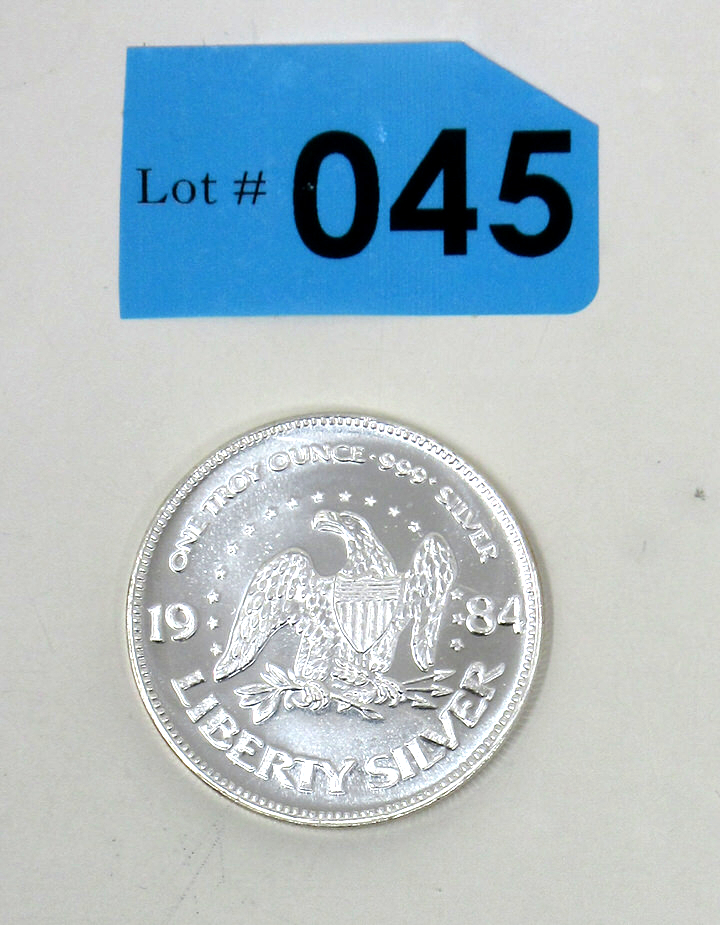 Lot # 045
ONE TROY OUNCE · 999 · SILVER
19 84
LIBERTY SILVER